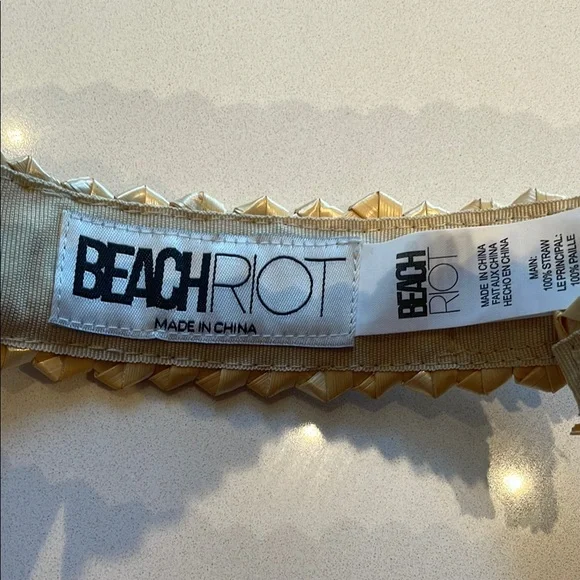 BEACHRIOT
MADE IN CHINA
BEACH
RIOT
MADE IN CHINA
FAIT AUX CHINA
HECHO EN CHINA
MAIN:
100% STRAW
LE PRINCIPAL:
100% PAILLE